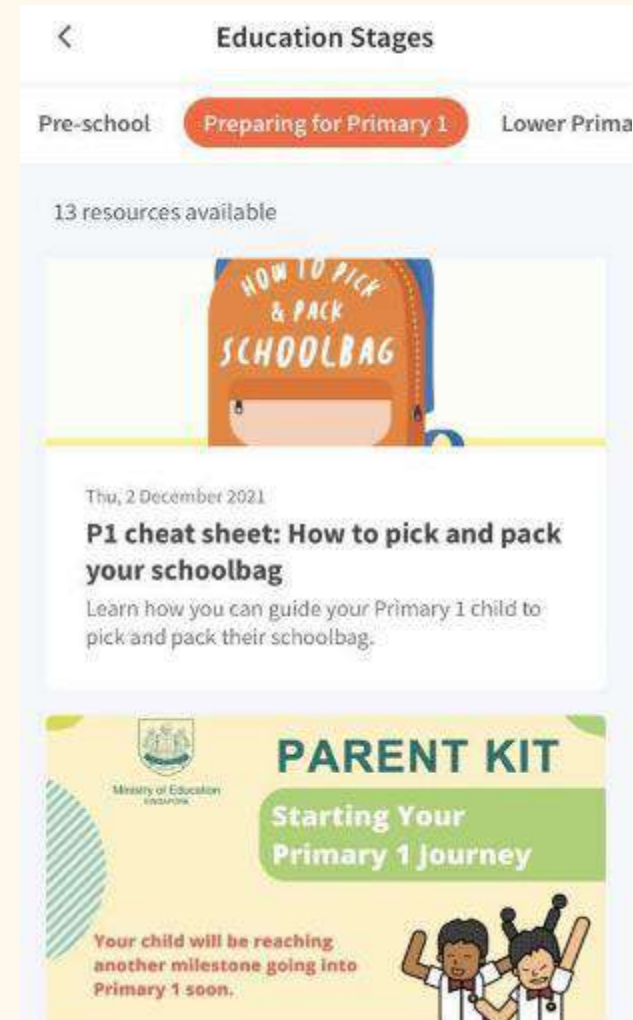 Education Stages
Pre-school
Preparing for Primary 1
Lower Prima
13 resources available
HOW TO PICK
& PACK
SCHOOLBAG
Thu, 2 December 2021
P1 cheat sheet: How to pick and pack
your schoolbag
Learn how you can guide your Primary 1 child to
pick and pack their schoolbag.
Ministry of Education
SINGAPORE
PARENT KIT
Starting Your
Primary 1 Journey
Your child will be reaching
another milestone going into
Primary 1 soon.